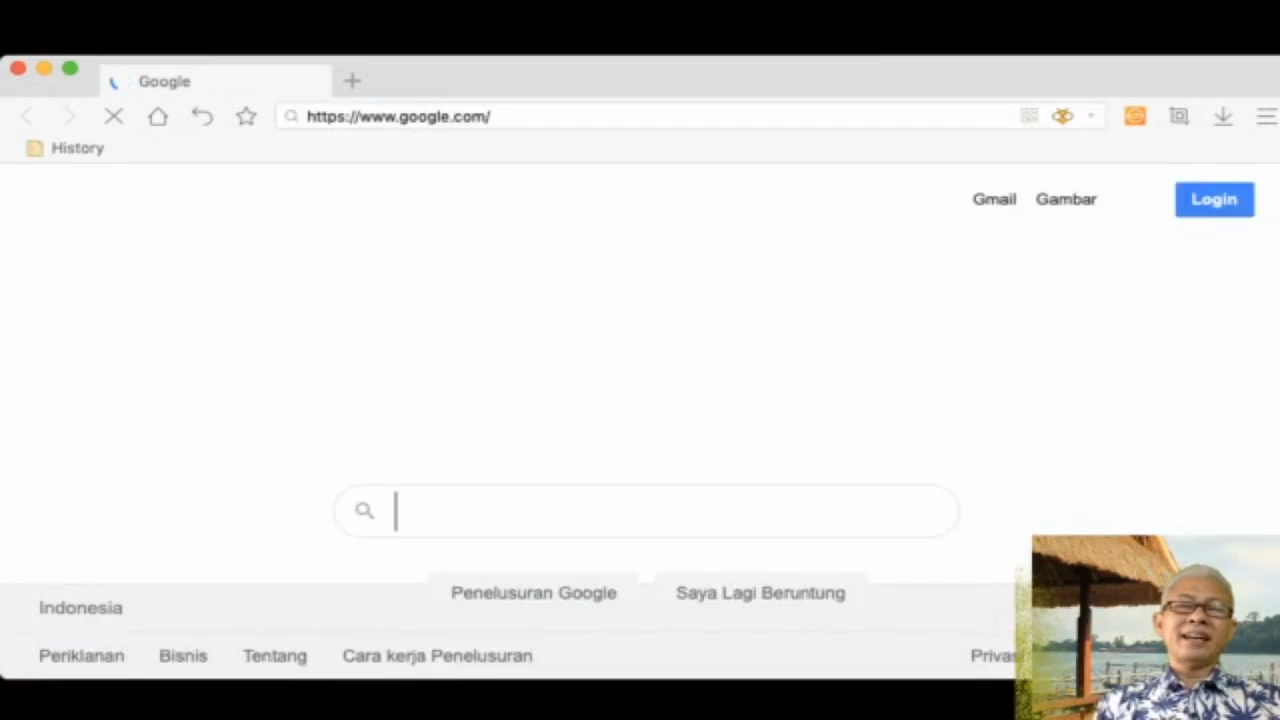 Google
https://www.google.com/
History
Gmail Gambar Login
Penelusuran Google Saya Lagi Beruntung
Indonesia
Periklanan Bisnis Tentang Cara kerja Penelusuran Privas